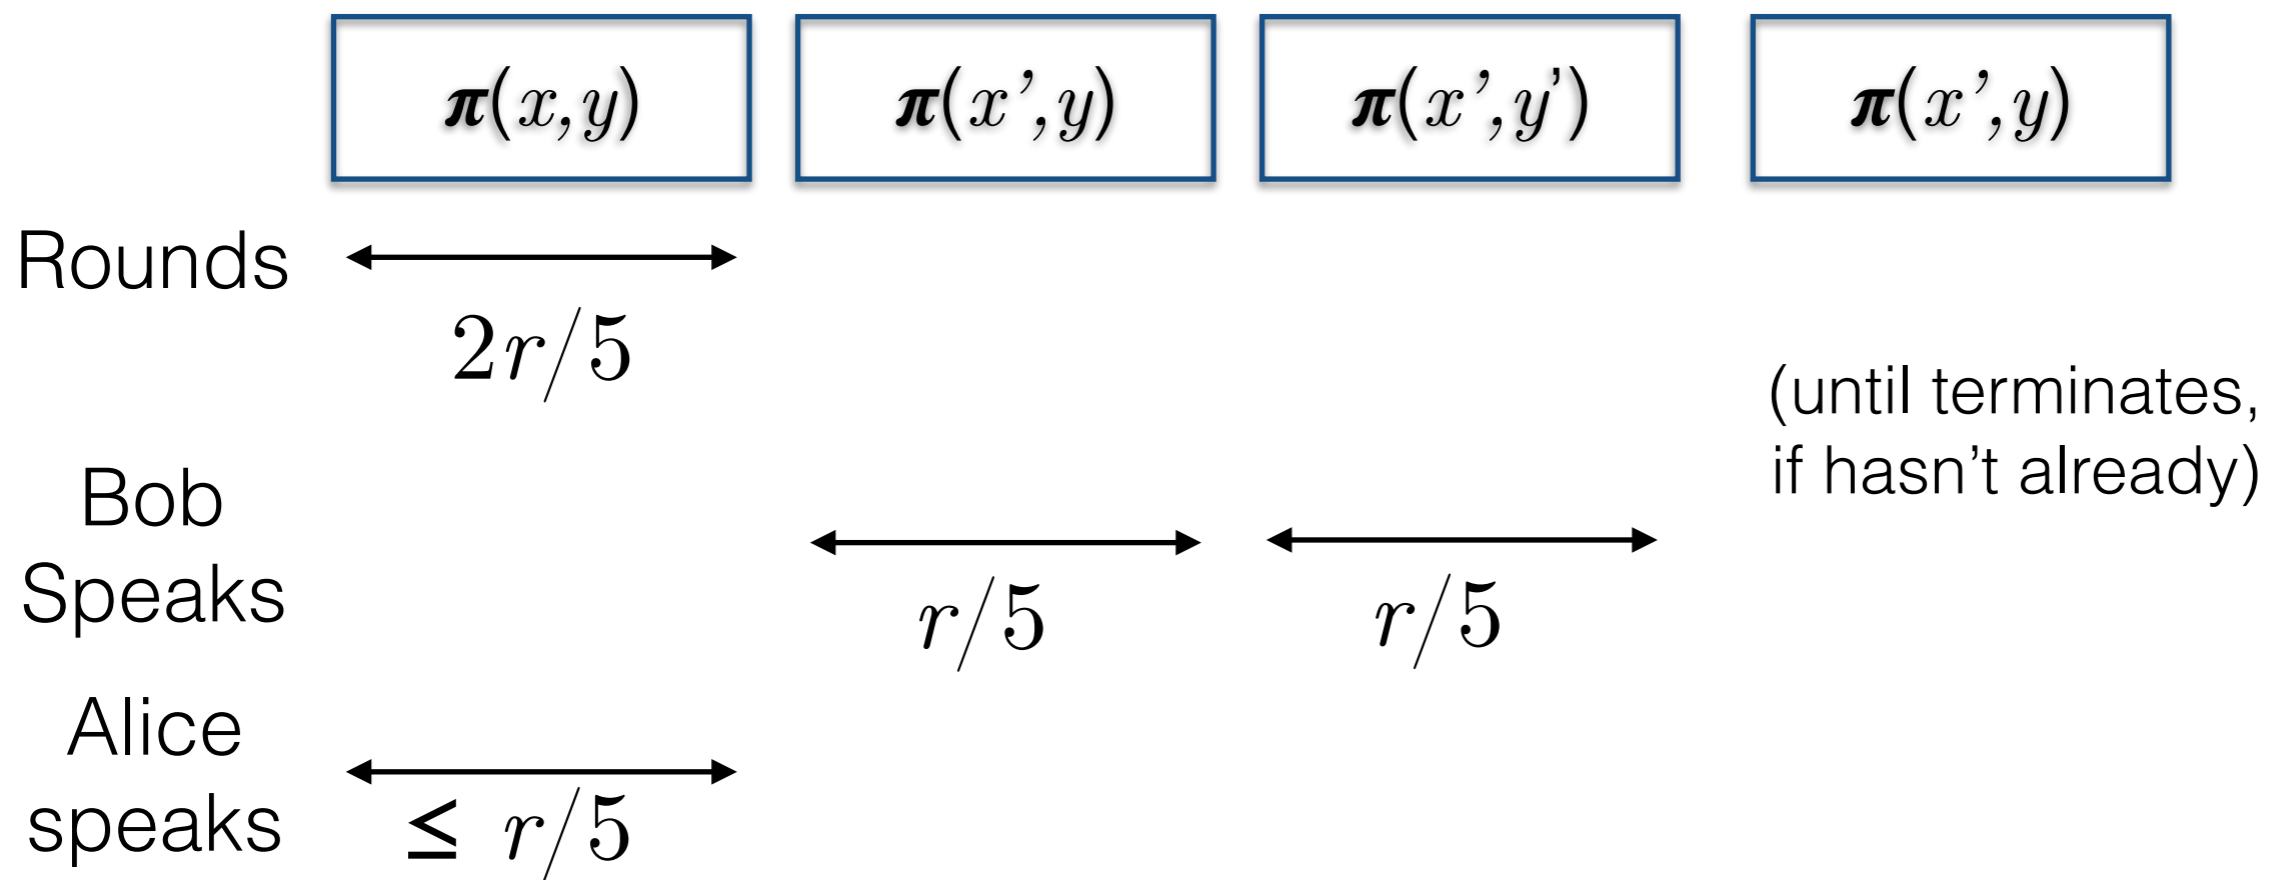 π(x,y) π(x’,y) π(x’,y’) π(x’,y)
Rounds
2r/5
(until terminates,
if hasn’t already)
Bob
Speaks
r/5 r/5
Alice
speaks
≤ r/5